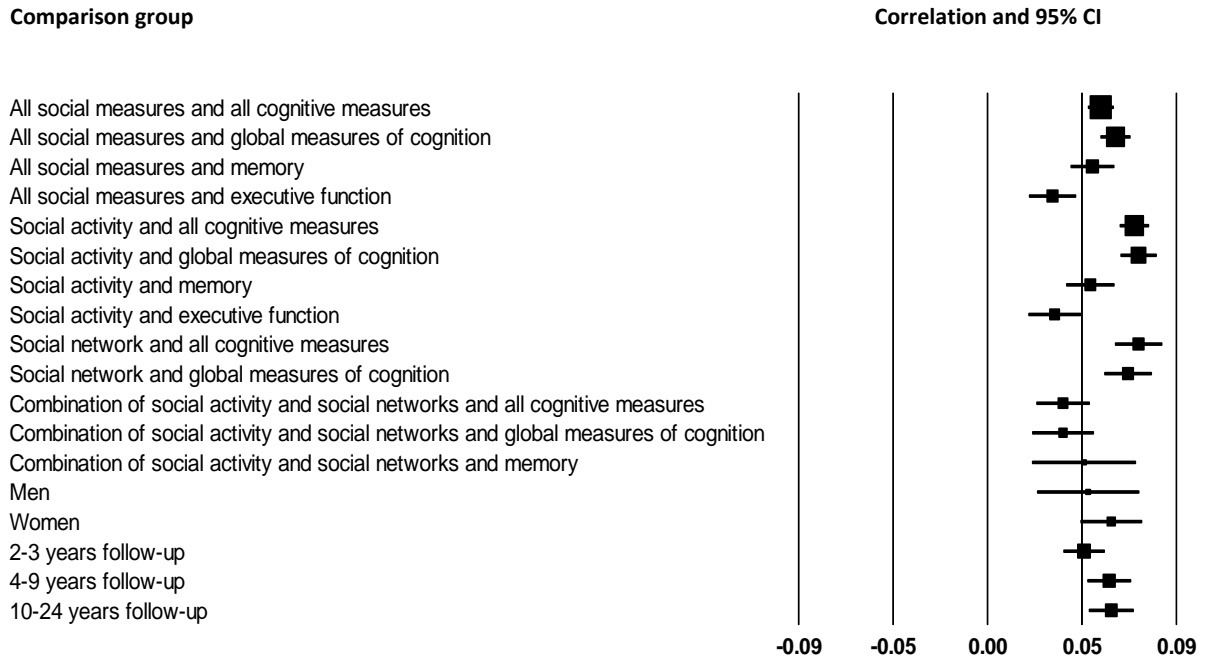 Comparison group Correlation and 95% CI
All social measures and all cognitive measures
All social measures and global measures of cognition
All social measures and memory
All social measures and executive function
Social activity and all cognitive measures
Social activity and global measures of cognition
Social activity and memory
Social activity and executive function
Social network and all cognitive measures
Social network and global measures of cognition
Combination of social activity and social networks and all cognitive measures
Combination of social activity and social networks and global measures of cognition
Combination of social activity and social networks and memory
Men
Women
2-3 years follow-up
4-9 years follow-up
10-24 years follow-up
-0.09 -0.05 0.00 0.05 0.09